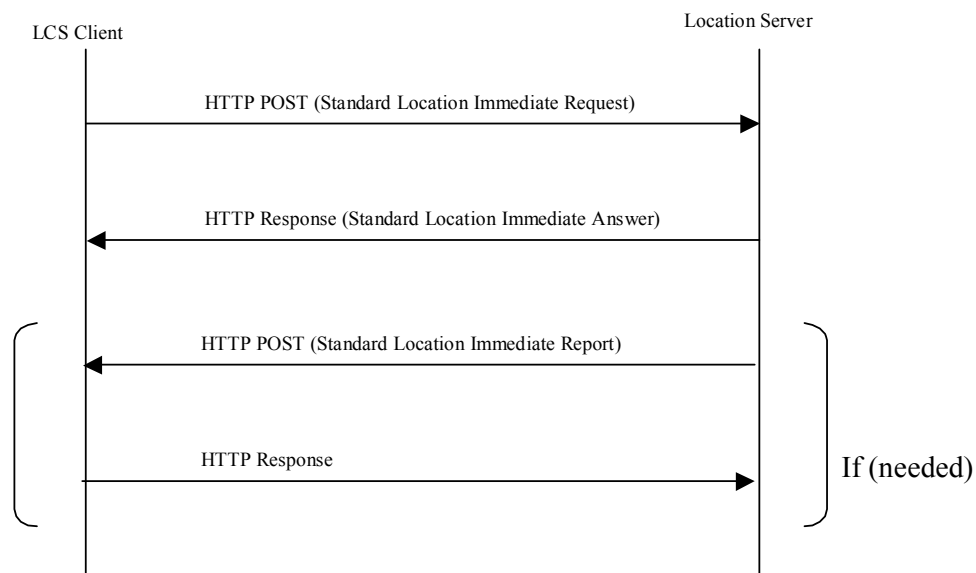 LCS Client
Location Server
HTTP POST (Standard Location Immediate Request)
HTTP Response (Standard Location Immediate Answer)
HTTP POST (Standard Location Immediate Report)
HTTP Response
If (needed)